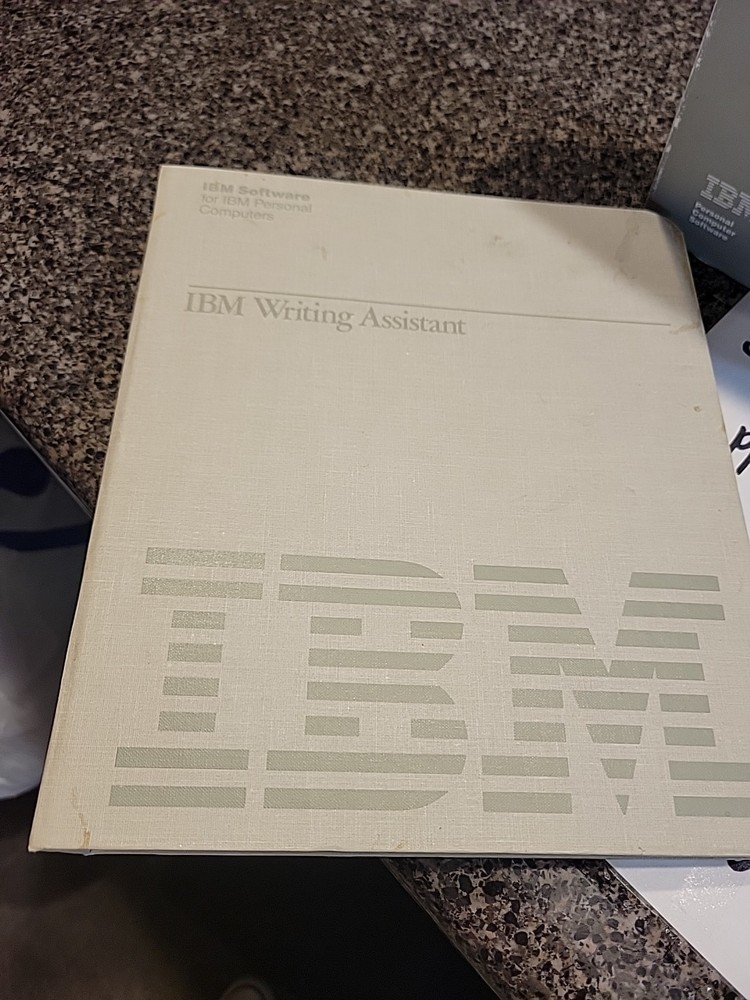 IBM Software
for IBM Personal
Computers
IBM Writing Assistant
IBM
IBM
Personal
Computer
Software